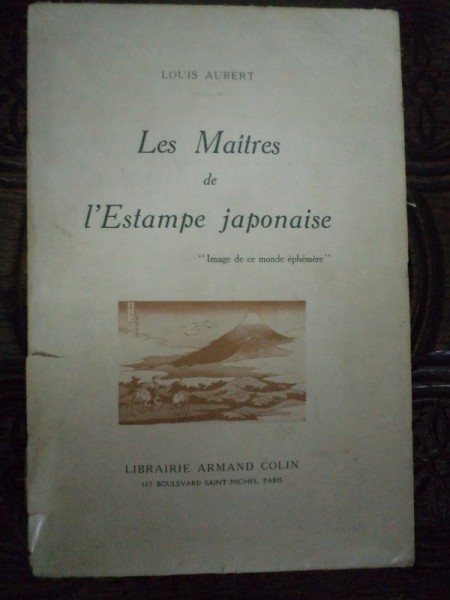 LOUIS AUBERT
Les Maîtres
de
l'Estampe japonaise
"Image de ce monde éphémère"
LIBRAIRIE ARMAND COLIN
103 BOULEVARD SAINT-MICHEL, PARIS